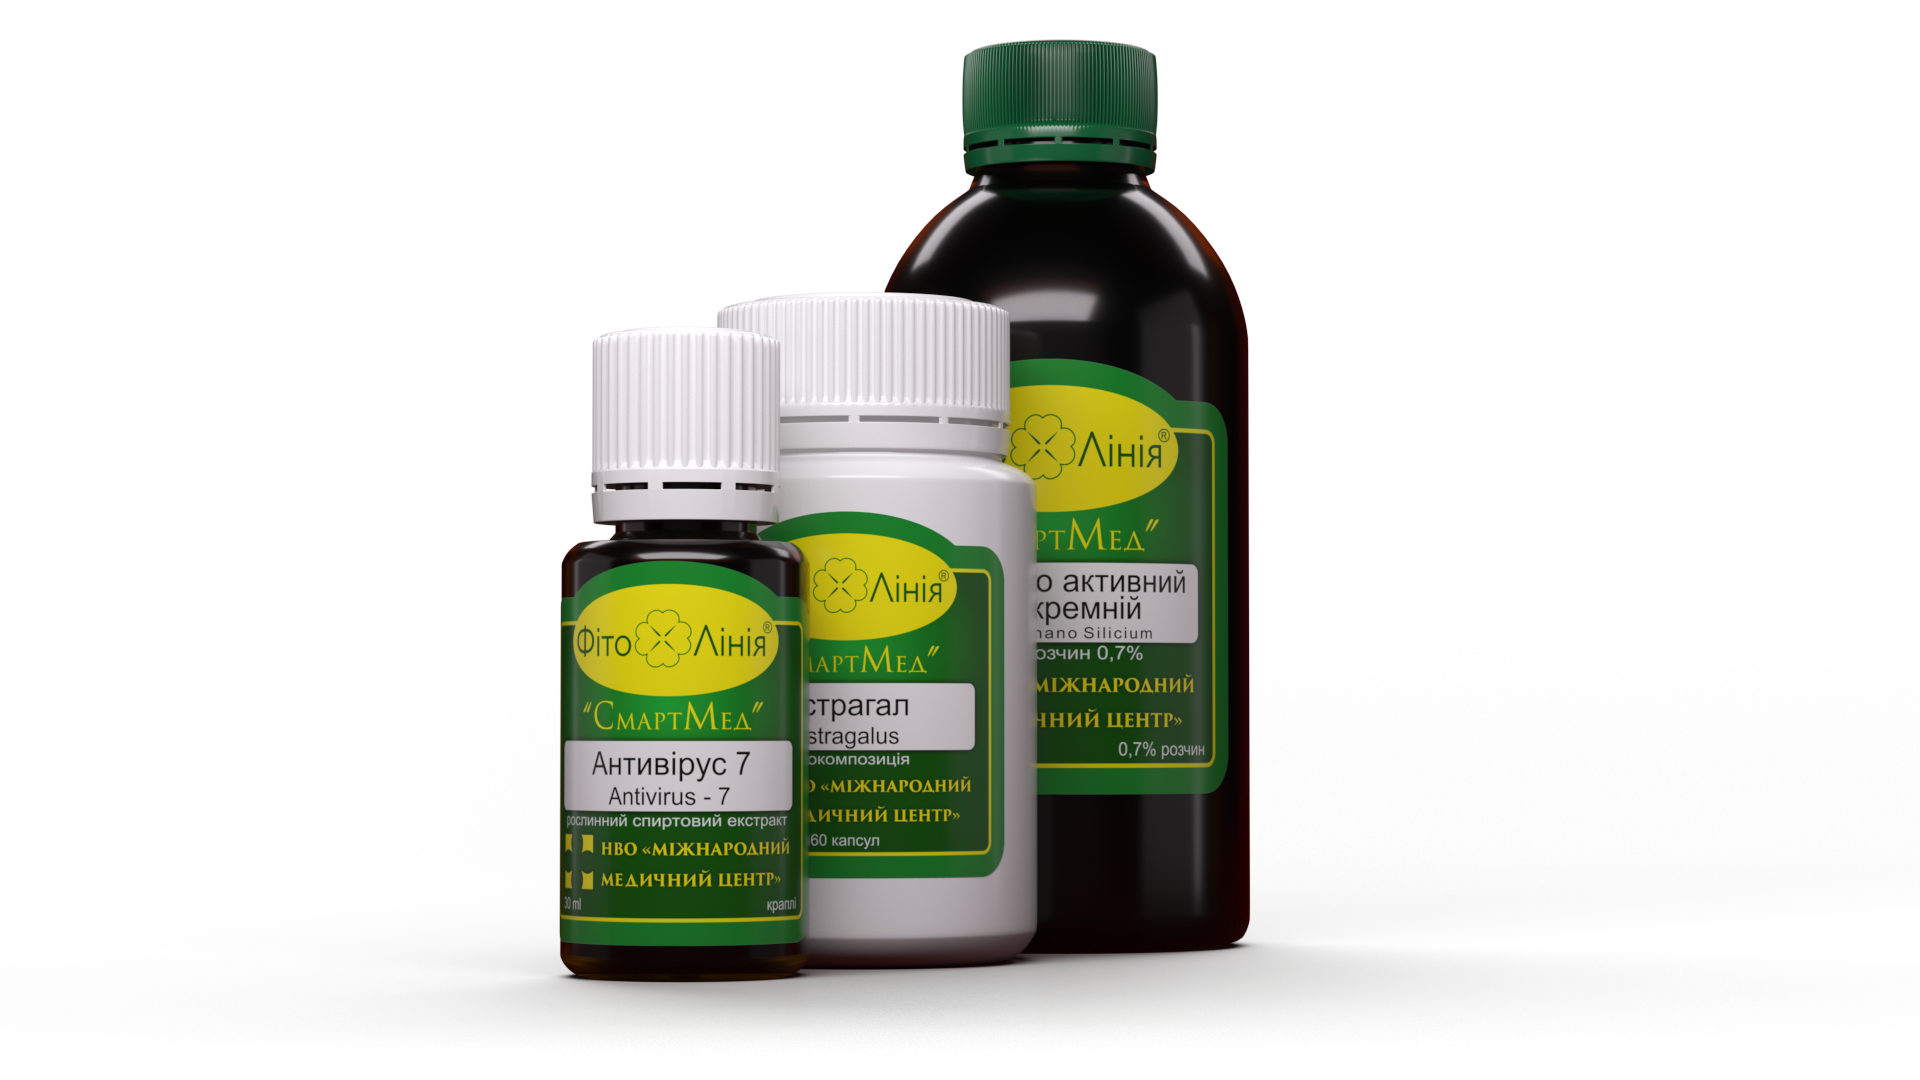 Фіто Лінія®
“СмартМед”
Антивірус 7
Antivirus - 7
рослинний спиртовий екстракт
НВО «МІЖНАРОДНИЙ
МЕДИЧНИЙ ЦЕНТР»
30 ml краплі
Лінія®
артМед”
страгал
stragalus
окомпозиція
О «МІЖНАРОДНИЙ
ДИЧНИЙ ЦЕНТР»
60 капсул
Лінія®
ртМед”
о активний
кремній
nano Silicium
озчин 0,7%
МІЖНАРОДНИЙ
ЧНИЙ ЦЕНТР»
0,7% розчин